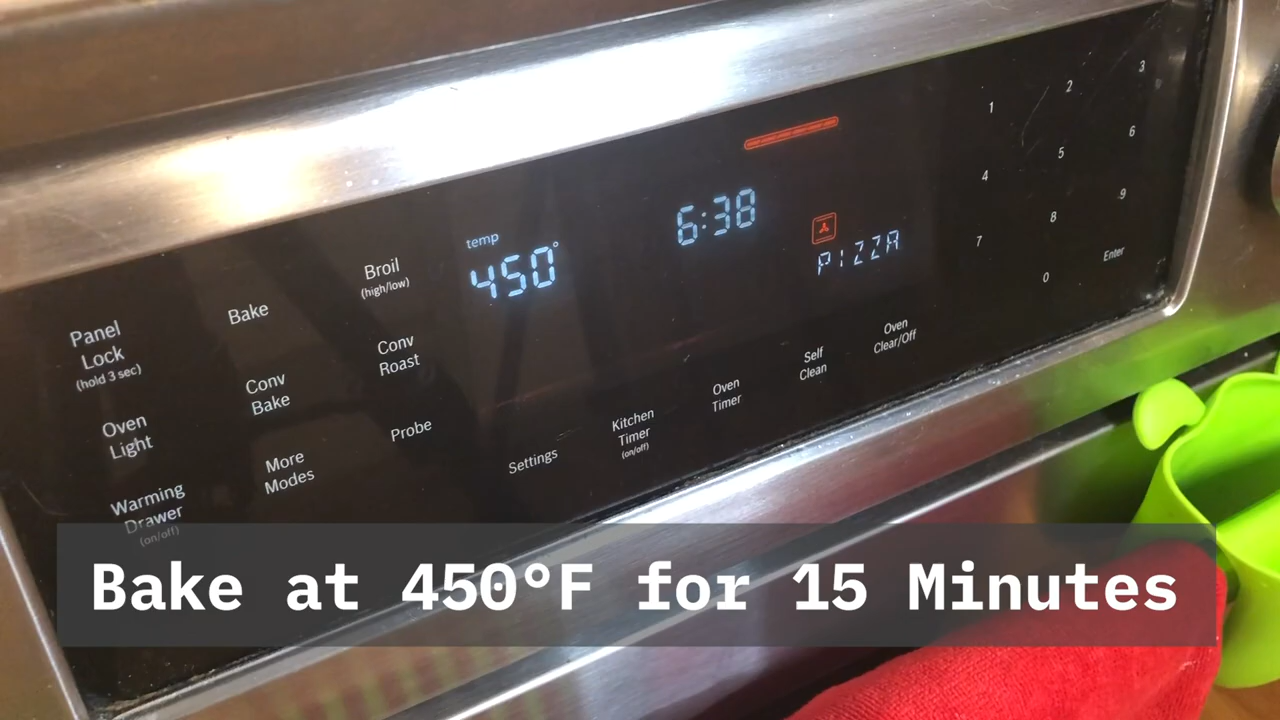 Panel
Lock
(hold 3 sec)
Bake
Broil
(high/low)
temp
450°
6:38
PIZZA
1
2
3
Oven
Light
Conv
Bake
Conv
Roast
4
5
6
Warming
Drawer
(on/off)
More
Modes
Probe
Settings
Kitchen
Timer
(on/off)
Oven
Timer
Self
Clean
Oven
Clear/Off
7
8
9
0
Enter
Bake at 450°F for 15 Minutes